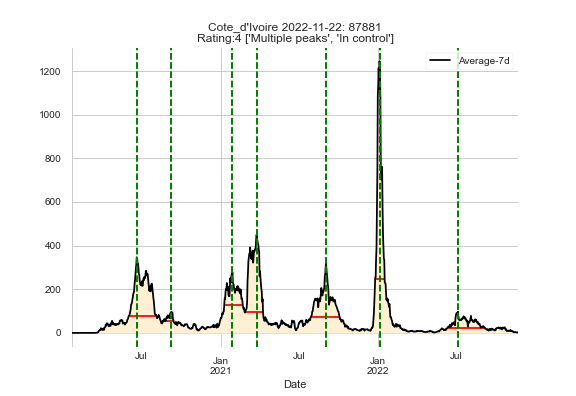 Cote_d'Ivoire 2022-11-22: 87881
Rating:4 ['Multiple peaks', 'In control']
Average-7d
1200
1000
800
600
400
200
0
Jul
Jan
2021
Jul
Jan
2022
Jul
Date